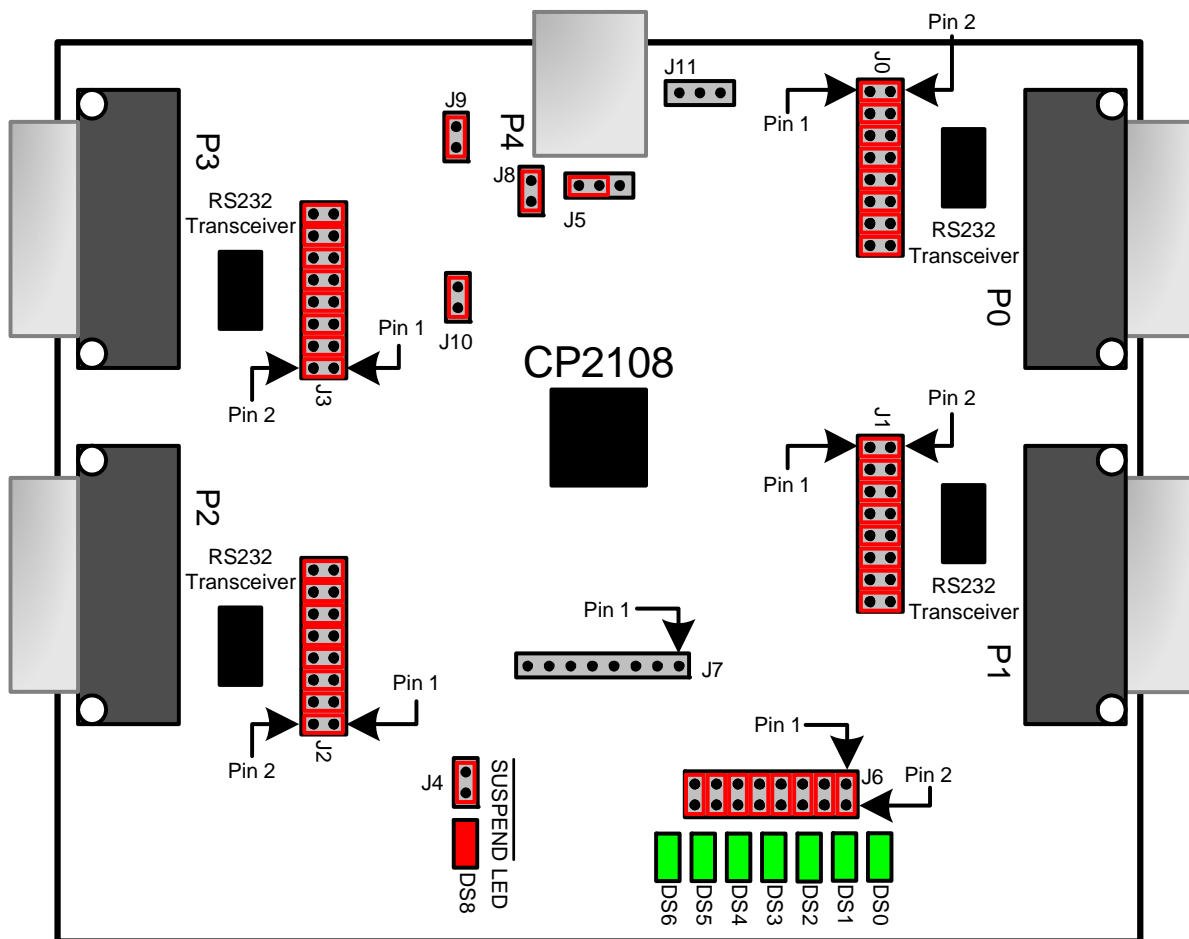 Pin 2
J11
J0
J9
Pin 1
P4
P3
J8
RS232
Transceiver
J5
RS232
Transceiver
P0
Pin 1
J10
CP2108
J3
Pin 2
J1
Pin 2
Pin 1
P2
RS232
Transceiver
RS232
Transceiver
Pin 1
J7
P1
Pin 1
J2
Pin 2
Pin 1
J4
SUSPEND LED
J6
Pin 2
DS8
DS6
DS5
DS4
DS3
DS2
DS1
DS0